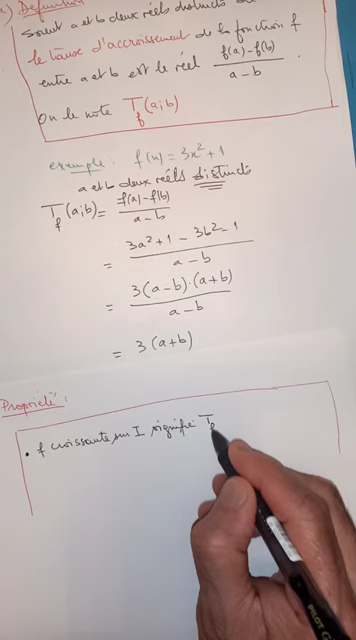 a) Définition
Soient a et b deux réels distincts
le taux d'accroissement de la fonction f
entre a et b est le réel f(a)-f(b) / a-b .
on le note T_f(a;b)
exemple : f(x) = 3x² + 1
a et b deux réels distincts
T_f(a;b) = f(a)-f(b) / a-b
= 3a²+1-3b²-1 / a-b
= 3(a-b)·(a+b) / a-b
= 3(a+b)
Propriété :
• f croissante sur I signifie T_f
PILOT